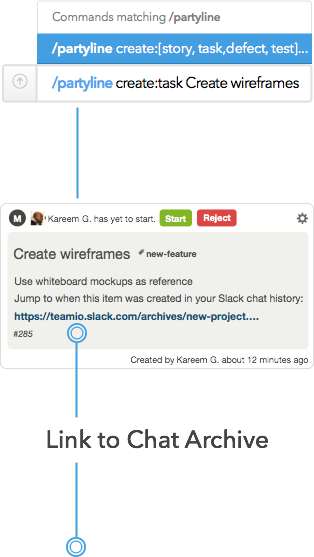 Commands matching /partyline
/partyline create:[story, task,defect, test]...
/partyline create:task Create wireframes
M Kareem G. has yet to start. Start Reject
Create wireframes new-feature
Use whiteboard mockups as reference
Jump to when this item was created in your Slack chat history:
https://teamio.slack.com/archives/new-project....
#285
Created by Kareem G. about 12 minutes ago
Link to Chat Archive